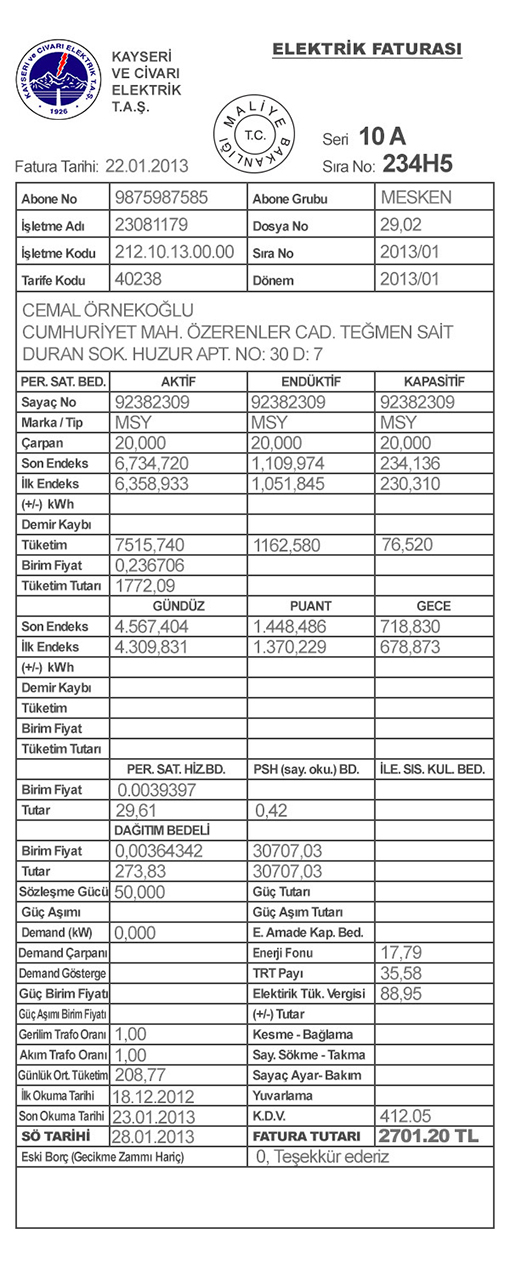 KAYSERİ ve CİVARI ELEKTRİK T.A.Ş.
1926
KAYSERİ
VE CİVARI
ELEKTRİK
T.A.Ş.
ELEKTRİK FATURASI
T.C. MALİYE BAKANLIĞI
Seri 10 A
Fatura Tarihi: 22.01.2013 Sıra No: 234H5
Abone No 9875987585 Abone Grubu MESKEN
İşletme Adı 23081179 Dosya No 29,02
İşletme Kodu 212.10.13.00.00 Sıra No 2013/01
Tarife Kodu 40238 Dönem 2013/01
CEMAL ÖRNEKOĞLU
CUMHURİYET MAH. ÖZERENLER CAD. TEĞMEN SAİT
DURAN SOK. HUZUR APT. NO: 30 D: 7
PER. SAT. BED. AKTİF ENDÜKTİF KAPASİTİF
Sayaç No 92382309 92382309 92382309
Marka / Tip MSY MSY MSY
Çarpan 20,000 20,000 20,000
Son Endeks 6,734,720 1,109,974 234,136
İlk Endeks 6,358,933 1,051,845 230,310
(+/-) kWh
Demir Kaybı
Tüketim 7515,740 1162,580 76,520
Birim Fiyat 0,236706
Tüketim Tutarı 1772,09
GÜNDÜZ PUANT GECE
Son Endeks 4.567,404 1.448,486 718,830
İlk Endeks 4.309,831 1.370,229 678,873
(+/-) kWh
Demir Kaybı
Tüketim
Birim Fiyat
Tüketim Tutarı
PER. SAT. HİZ.BD. PSH (say. oku.) BD. İLE. SIS. KUL. BED.
Birim Fiyat 0.0039397
Tutar 29,61 0,42
DAĞITIM BEDELİ
Birim Fiyat 0,00364342 30707,03
Tutar 273,83 30707,03
Sözleşme Gücü 50,000 Güç Tutarı
Güç Aşımı Güç Aşım Tutarı
Demand (kW) 0,000 E. Amade Kap. Bed.
Demand Çarpanı Enerji Fonu 17,79
Demand Gösterge TRT Payı 35,58
Güç Birim Fiyatı Elektirik Tük. Vergisi 88,95
Güç Aşımı Birim Fiyatı (+/-) Tutar
Gerilim Trafo Oranı 1,00 Kesme - Bağlama
Akım Trafo Oranı 1,00 Say. Sökme - Takma
Günlük Ort. Tüketim 208,77 Sayaç Ayar- Bakım
İlk Okuma Tarihi 18.12.2012 Yuvarlama
Son Okuma Tarihi 23.01.2013 K.D.V. 412.05
SÖ TARİHİ 28.01.2013 FATURA TUTARI 2701.20 TL
Eski Borç (Gecikme Zammı Hariç) 0, Teşekkür ederiz